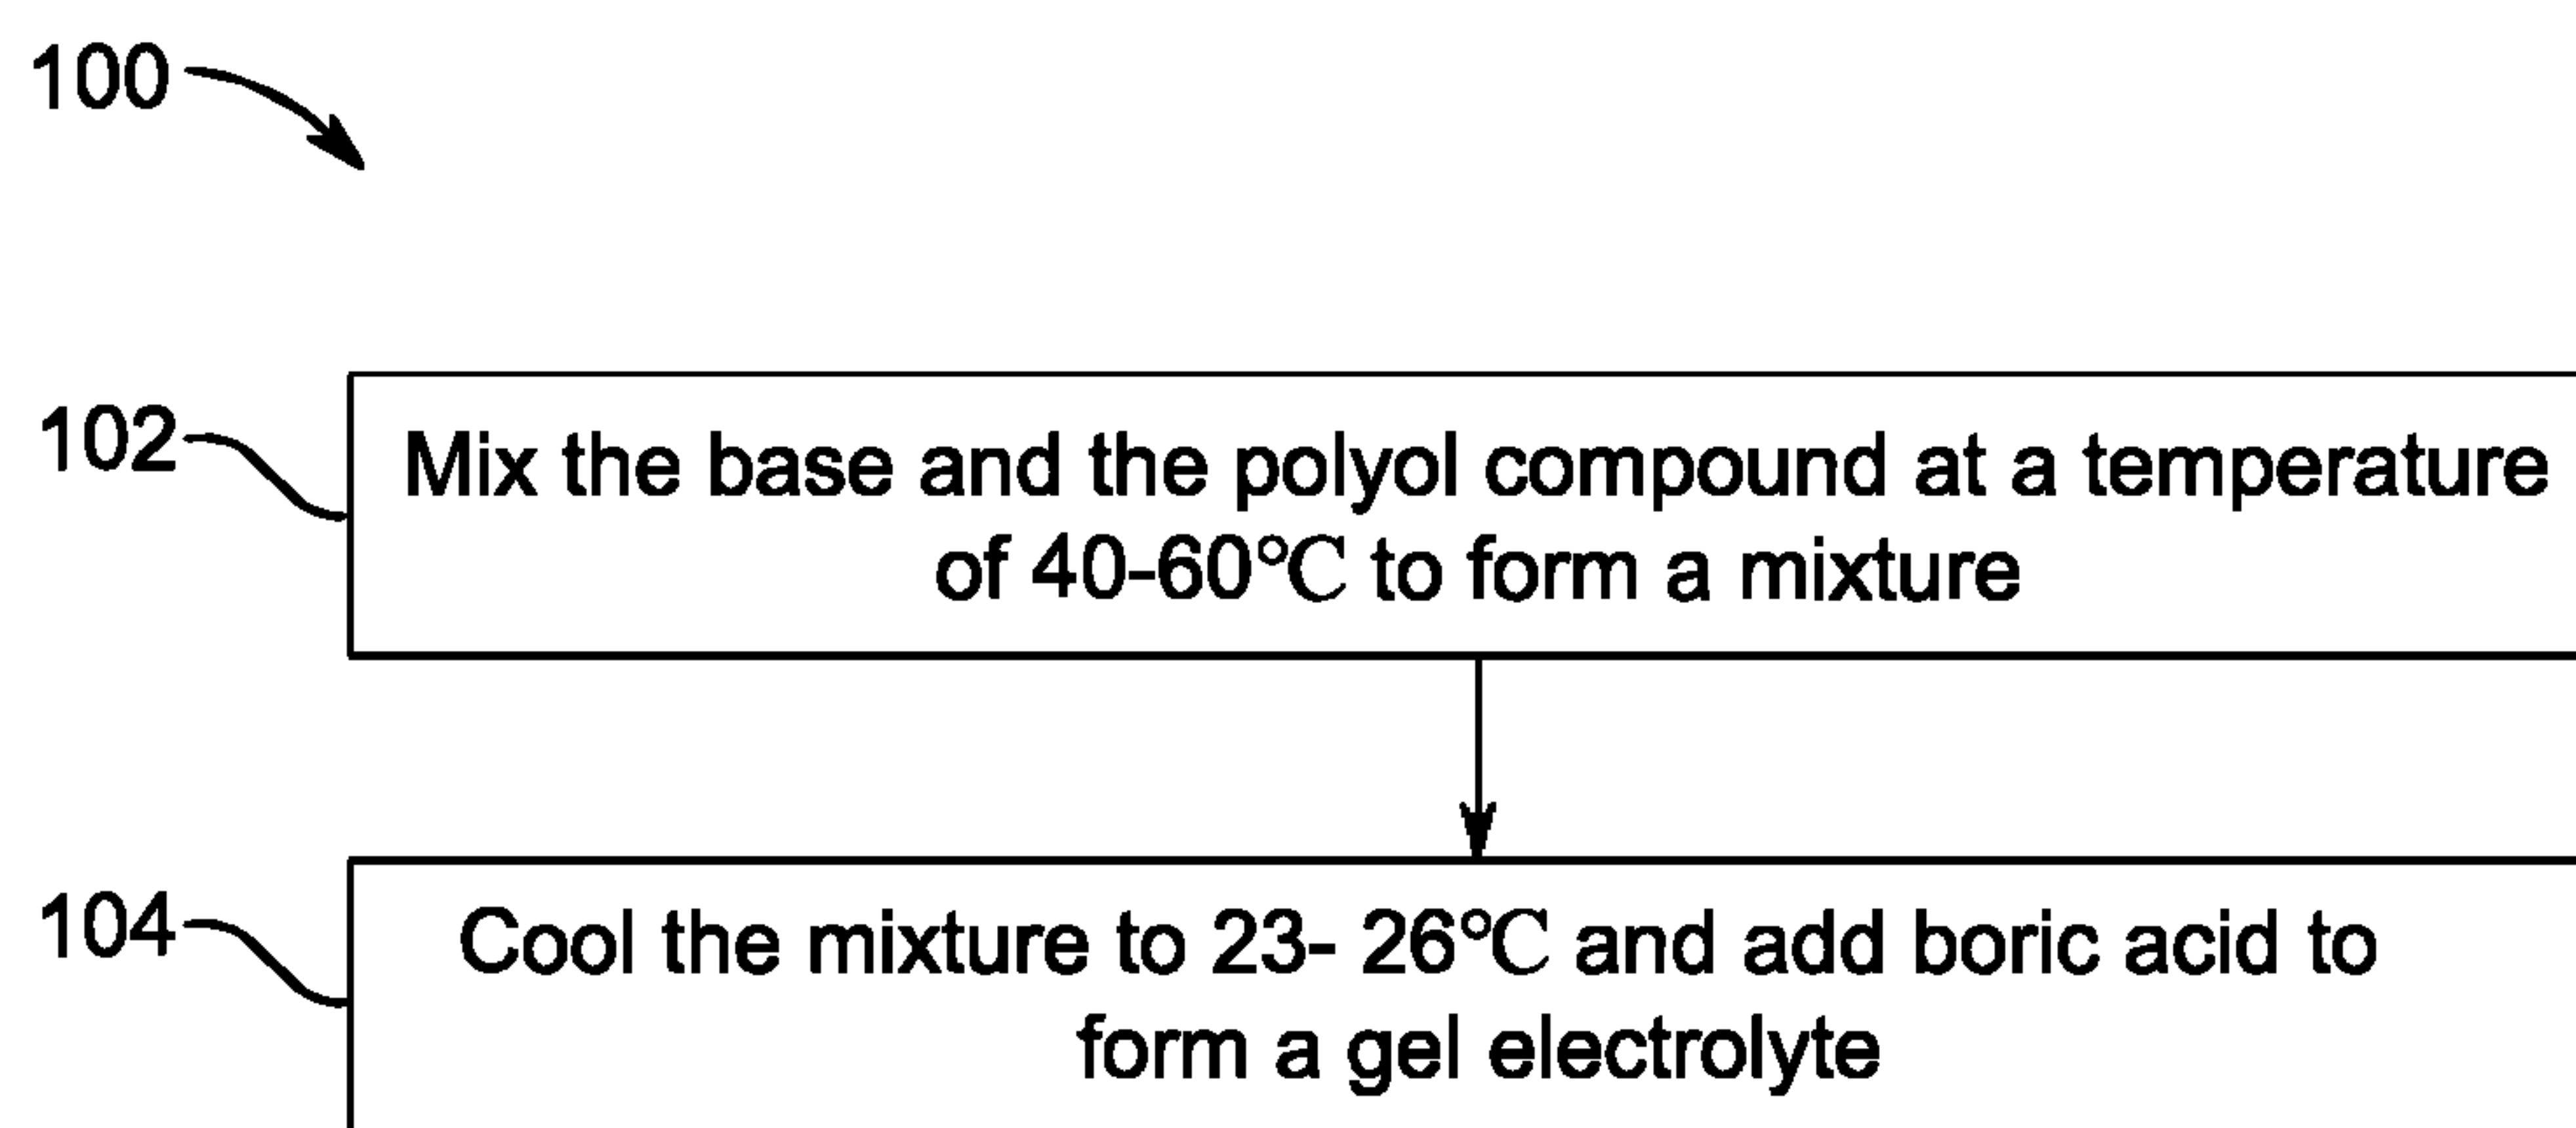 100
102
Mix the base and the polyol compound at a temperature
of 40-60℃ to form a mixture
104
Cool the mixture to 23- 26℃ and add boric acid to
form a gel electrolyte